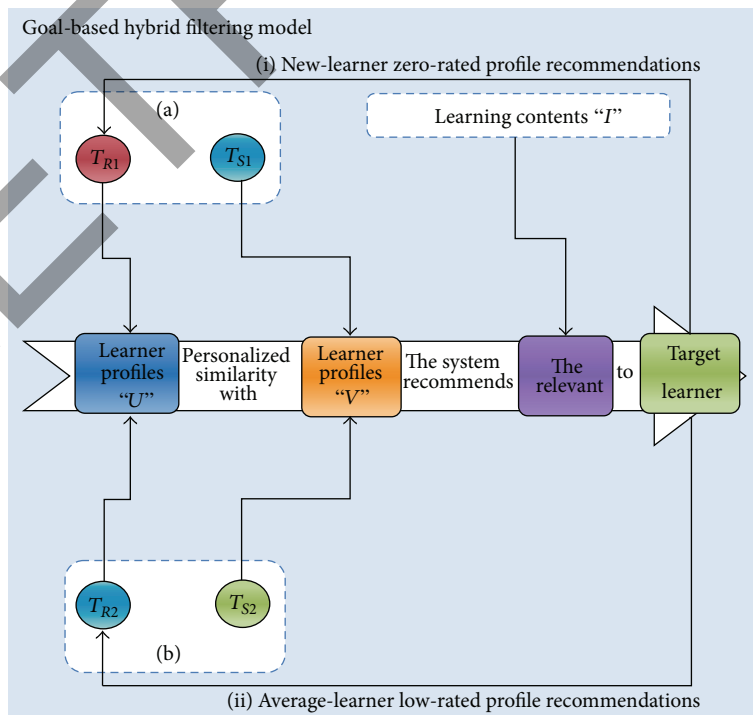 Goal-based hybrid filtering model
(i) New-learner zero-rated profile recommendations
(a)
Learning contents “I”
TR1
TS1
Learner
profiles
“U”
Personalized
similarity
with
Learner
profiles
“V”
The system
recommends
The
relevant
to
Target
learner
TR2
TS2
(b)
(ii) Average-learner low-rated profile recommendations